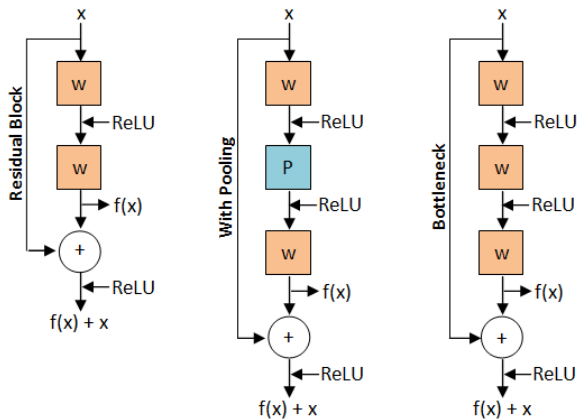 x
Residual Block
w
ReLU
w
f(x)
+
ReLU
f(x) + x
x
With Pooling
w
ReLU
P
ReLU
w
f(x)
+
ReLU
f(x) + x
x
Bottleneck
w
ReLU
w
ReLU
w
f(x)
+
ReLU
f(x) + x